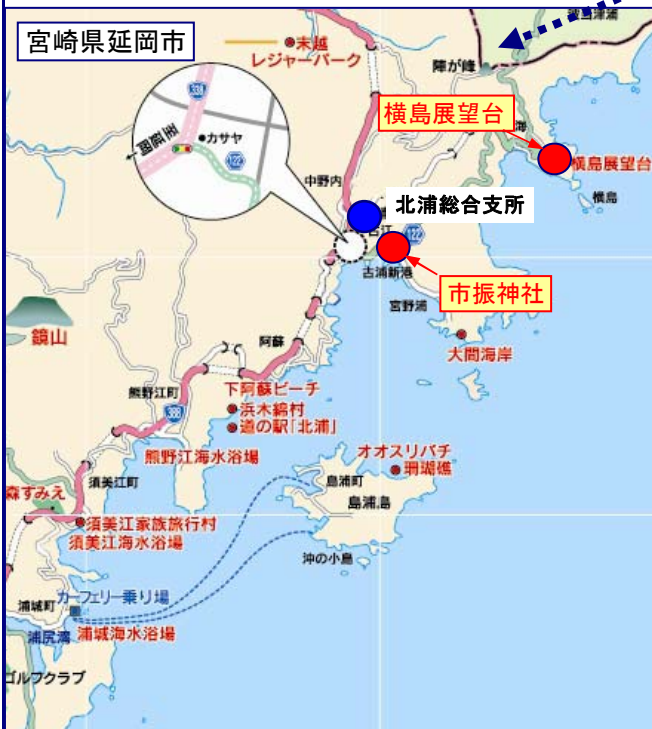 宮崎県延岡市
末越
レジャーパーク
陣が峰
338
至延岡
カサヤ
122
横島展望台
横島展望台
横島
中野内
北浦総合支所
古江
122
古浦新港
市振神社
宮野浦
大間海岸
鏡山
阿蘇
熊野江町
388
下阿蘇ビーチ
浜木綿村
道の駅「北浦」
熊野江海水浴場
オオスリバチ
珊瑚礁
島浦町
島浦島
沖の小島
須美江町
森すみえ
須美江家族旅行村
須美江海水浴場
カーフェリー乗り場
浦城町
浦尻湾
浦城海水浴場
ゴルフクラブ